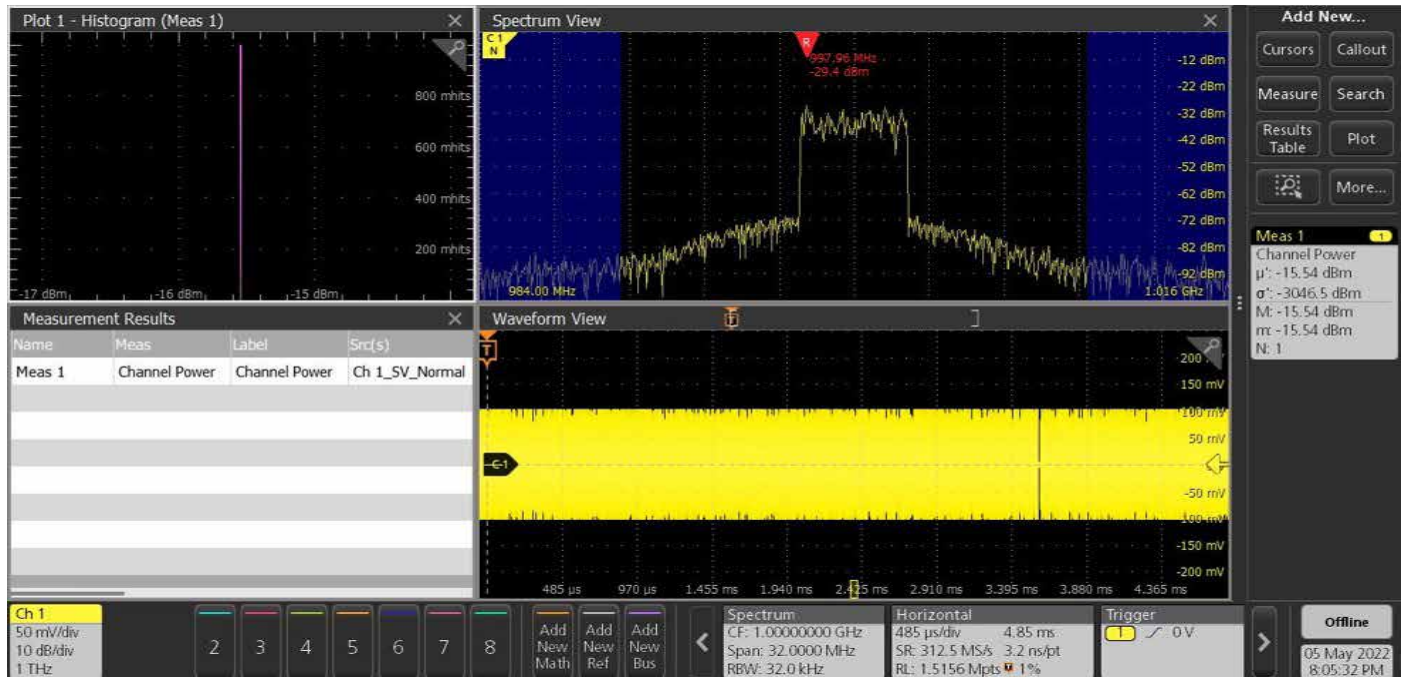 Plot 1 - Histogram (Meas 1)
800 mhits
600 mhits
400 mhits
200 mhits
-17 dBm
-16 dBm
-15 dBm
Spectrum View
C 1
N
R
997.96 MHz
-29.4 dBm
-12 dBm
-22 dBm
-32 dBm
-42 dBm
-52 dBm
-62 dBm
-72 dBm
-82 dBm
-92 dBm
984.00 MHz
1.016 GHz
Measurement Results
Name Meas Label Src(s)
Meas 1 Channel Power Channel Power Ch 1_SV_Normal
Waveform View
T
T
200
150 mV
100 mV
50 mV
C 1
-50 mV
-100 mV
-150 mV
-200 mV
485 µs 970 µs 1.455 ms 1.940 ms 2.425 ms 2.910 ms 3.395 ms 3.880 ms 4.365 ms
Add New...
Cursors Callout
Measure Search
Results
Table
Plot
More...
Meas 1 1
Channel Power
µ': -15.54 dBm
σ': -3046.5 dBm
M: -15.54 dBm
m: -15.54 dBm
N: 1
Ch 1
50 mV/div
10 dB/div
1 THz
2 3 4 5 6 7 8
Add
New
Math
Add
New
Ref
Add
New
Bus
Spectrum
CF: 1.00000000 GHz
Span: 32.0000 MHz
RBW: 32.0 kHz
Horizontal
485 µs/div 4.85 ms
SR: 312.5 MS/s 3.2 ns/pt
RL: 1.5156 Mpts 1%
Trigger
1 0 V
Offline
05 May 2022
8:05:32 PM